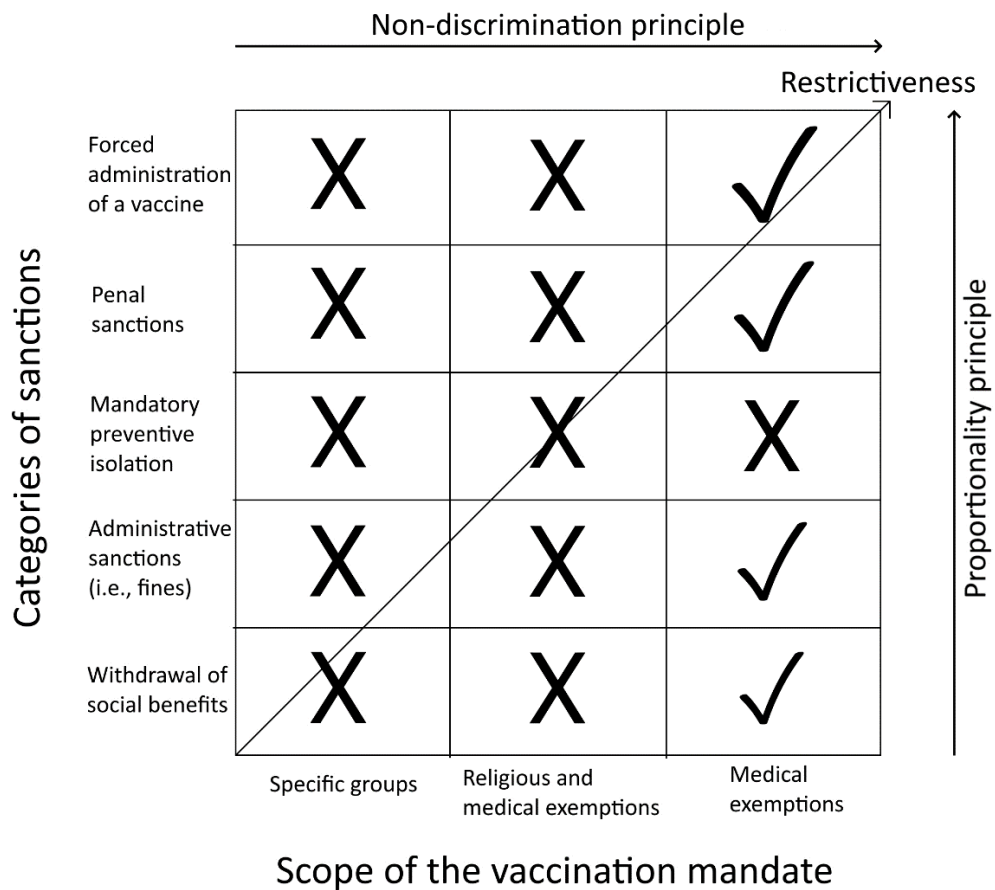 Non-discrimination principle
Restrictiveness
Forced
administration
of a vaccine
Penal
sanctions
Mandatory
preventive
isolation
Administrative
sanctions
(i.e., fines)
Withdrawal of
social benefits
Categories of sanctions
Proportionality principle
Specific groups
Religious and
medical exemptions
Medical
exemptions
Scope of the vaccination mandate